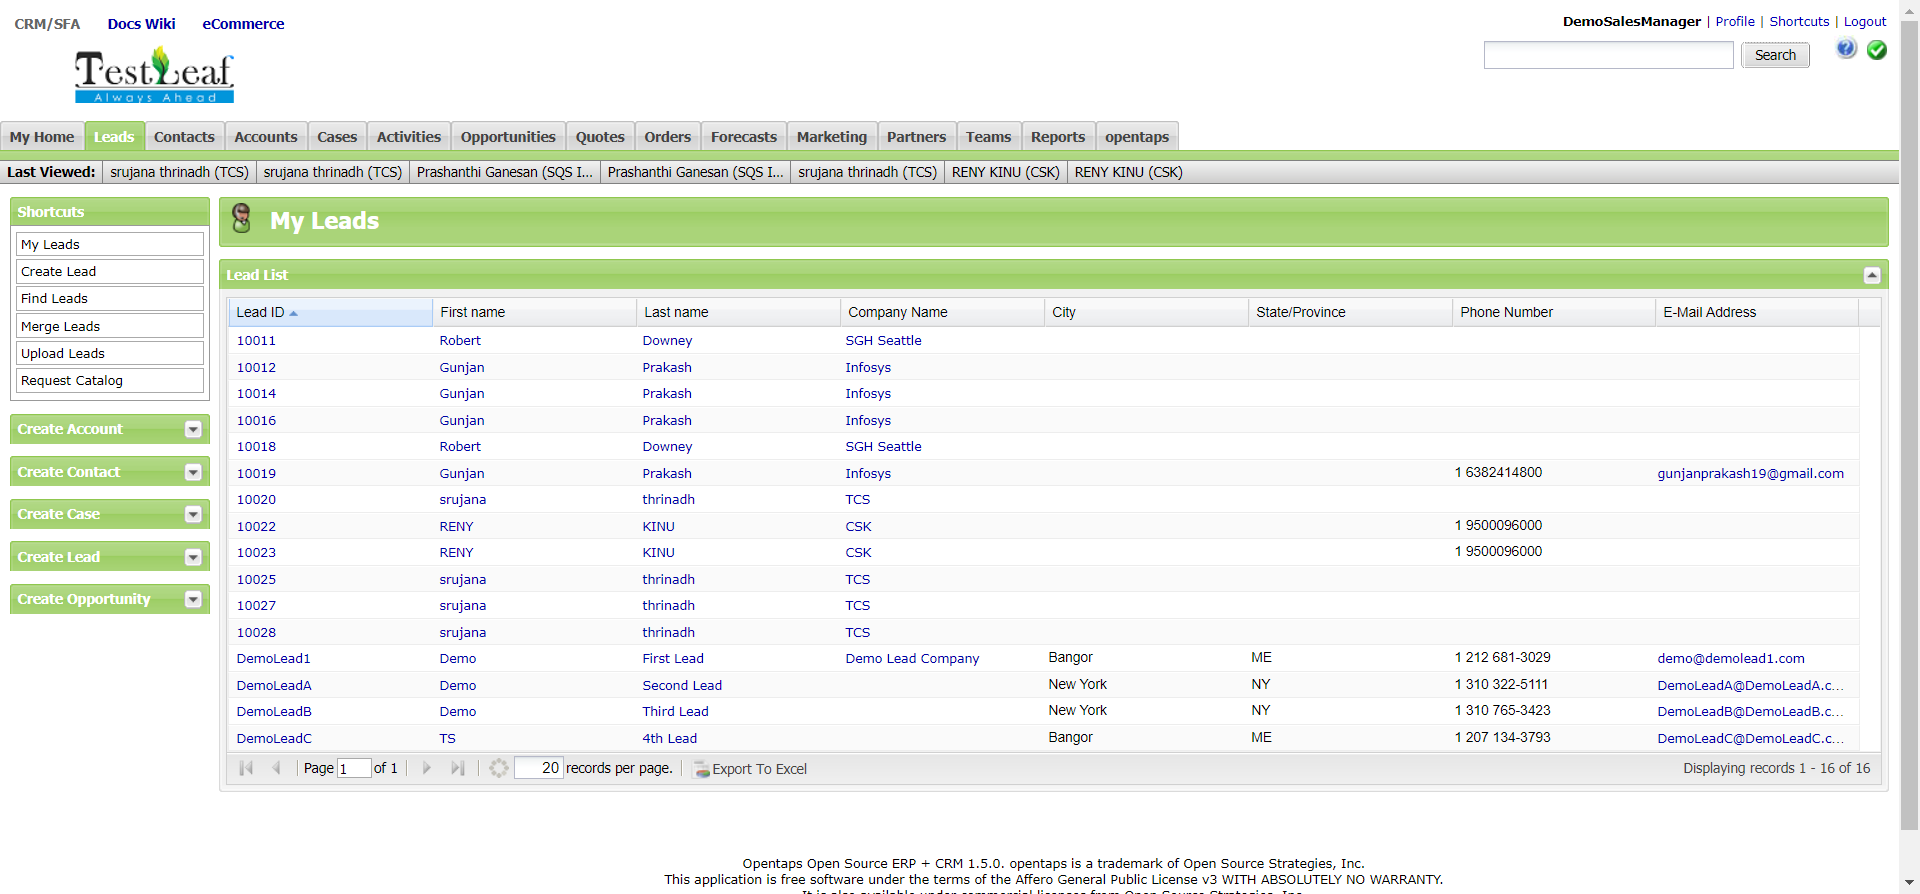 CRM/SFA Docs Wiki eCommerce
DemoSalesManager | Profile | Shortcuts | Logout
Search
TestLeaf
Always Ahead
My Home Leads Contacts Accounts Cases Activities Opportunities Quotes Orders Forecasts Marketing Partners Teams Reports opentaps
Last Viewed: srujana thrinadh (TCS) srujana thrinadh (TCS) Prashanthi Ganesan (SQS I... Prashanthi Ganesan (SQS I... srujana thrinadh (TCS) RENY KINU (CSK) RENY KINU (CSK)
Shortcuts
My Leads
Create Lead
Find Leads
Merge Leads
Upload Leads
Request Catalog
Create Account
Create Contact
Create Case
Create Lead
Create Opportunity
My Leads
Lead List
Lead ID First name Last name Company Name City State/Province Phone Number E-Mail Address
10011 Robert Downey SGH Seattle
10012 Gunjan Prakash Infosys
10014 Gunjan Prakash Infosys
10016 Gunjan Prakash Infosys
10018 Robert Downey SGH Seattle
10019 Gunjan Prakash Infosys 1 6382414800 gunjanprakash19@gmail.com
10020 srujana thrinadh TCS
10022 RENY KINU CSK 1 9500096000
10023 RENY KINU CSK 1 9500096000
10025 srujana thrinadh TCS
10027 srujana thrinadh TCS
10028 srujana thrinadh TCS
DemoLead1 Demo First Lead Demo Lead Company Bangor ME 1 212 681-3029 demo@demolead1.com
DemoLeadA Demo Second Lead New York NY 1 310 322-5111 DemoLeadA@DemoLeadA.c...
DemoLeadB Demo Third Lead New York NY 1 310 765-3423 DemoLeadB@DemoLeadB.c...
DemoLeadC TS 4th Lead Bangor ME 1 207 134-3793 DemoLeadC@DemoLeadC.c...
Page 1 of 1 20 records per page. Export To Excel Displaying records 1 - 16 of 16
Opentaps Open Source ERP + CRM 1.5.0. opentaps is a trademark of Open Source Strategies, Inc.
This application is free software under the terms of the Affero General Public License v3 WITH ABSOLUTELY NO WARRANTY.
It is also available under commercial licenses from Open Source Strategies, Inc.